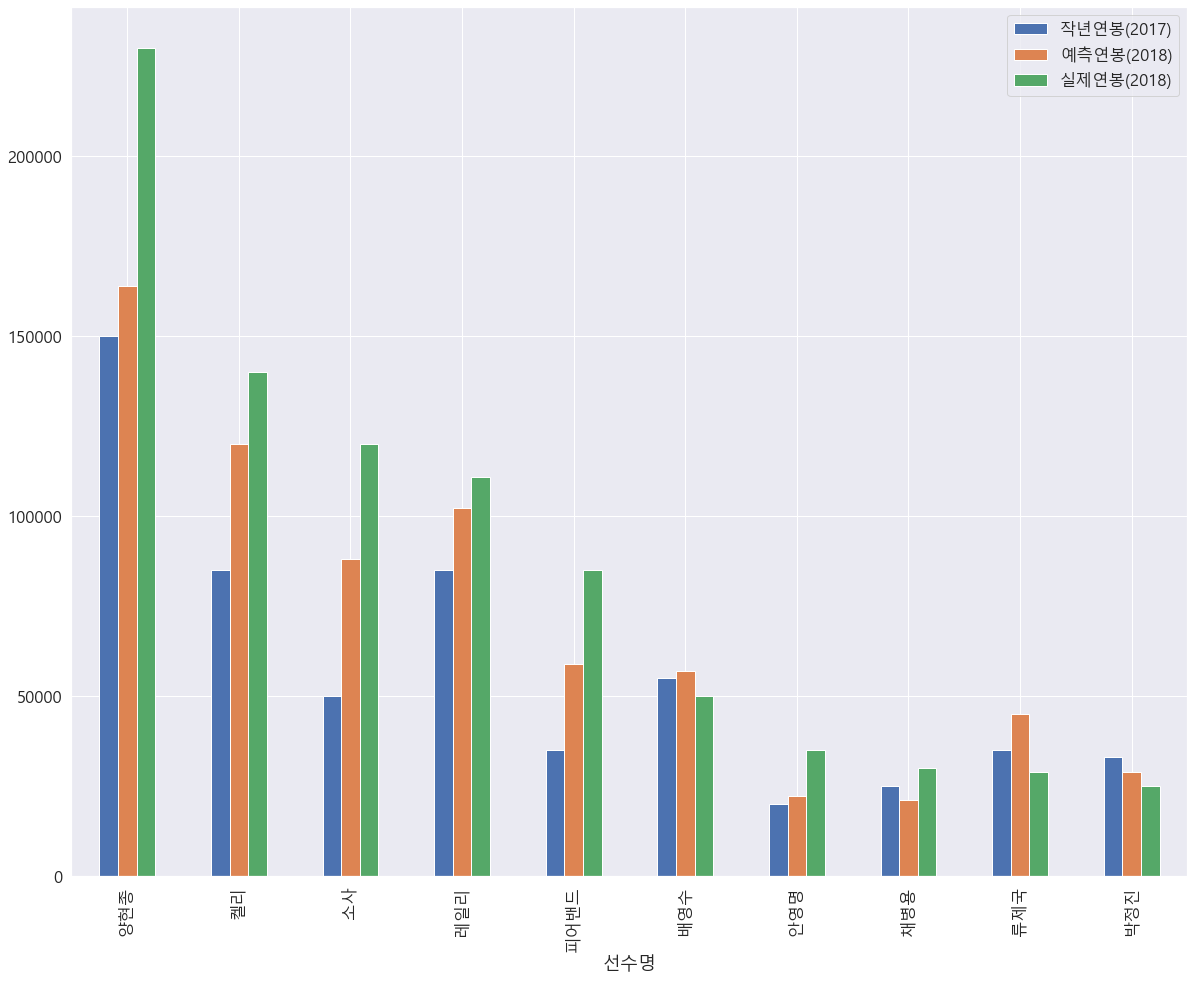 작년연봉(2017)
예측연봉(2018)
실제연봉(2018)
200000
150000
100000
50000
0
양현종
켈리
소사
레일리
피어밴드
배영수
안영명
채병용
류제국
박정진
선수명